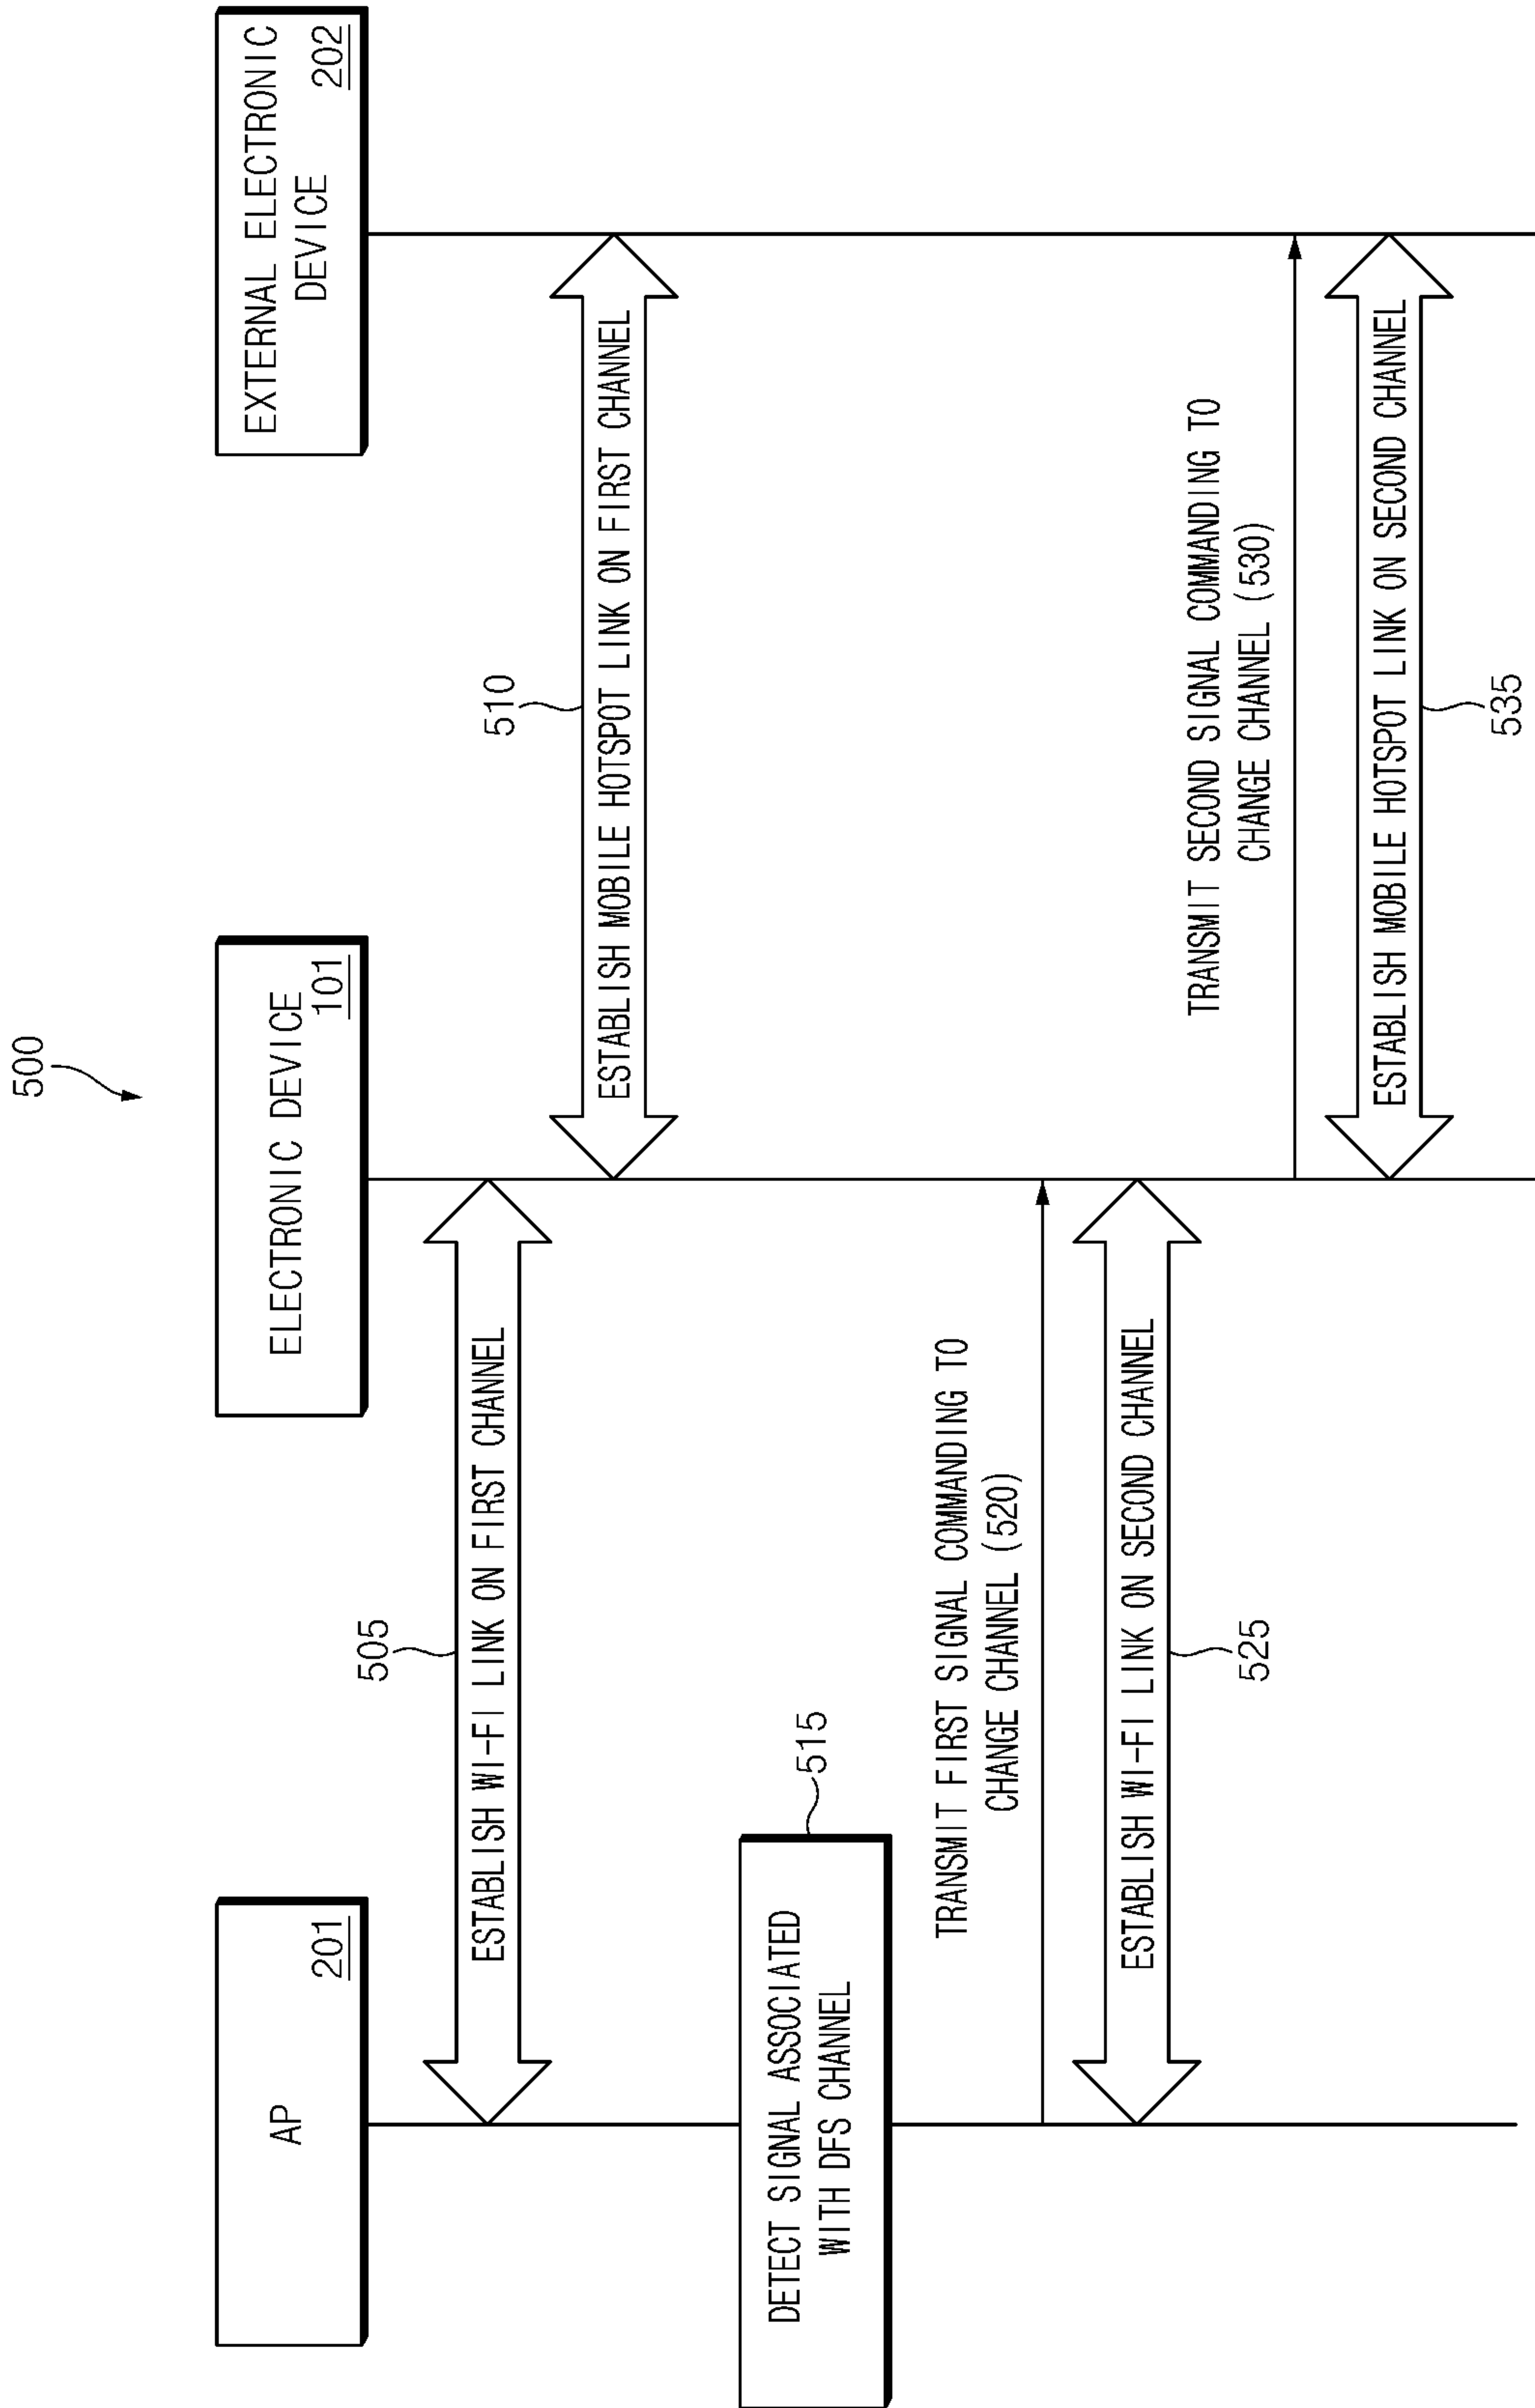 500
AP
201
ELECTRONIC DEVICE
101
EXTERNAL ELECTRONIC
DEVICE
202
505
ESTABLISH WI-FI LINK ON FIRST CHANNEL
510
ESTABLISH MOBILE HOTSPOT LINK ON FIRST CHANNEL
515
DETECT SIGNAL ASSOCIATED
WITH DFS CHANNEL
TRANSMIT FIRST SIGNAL COMMANDING TO
CHANGE CHANNEL (520)
ESTABLISH WI-FI LINK ON SECOND CHANNEL
525
TRANSMIT SECOND SIGNAL COMMANDING TO
CHANGE CHANNEL (530)
ESTABLISH MOBILE HOTSPOT LINK ON SECOND CHANNEL
535